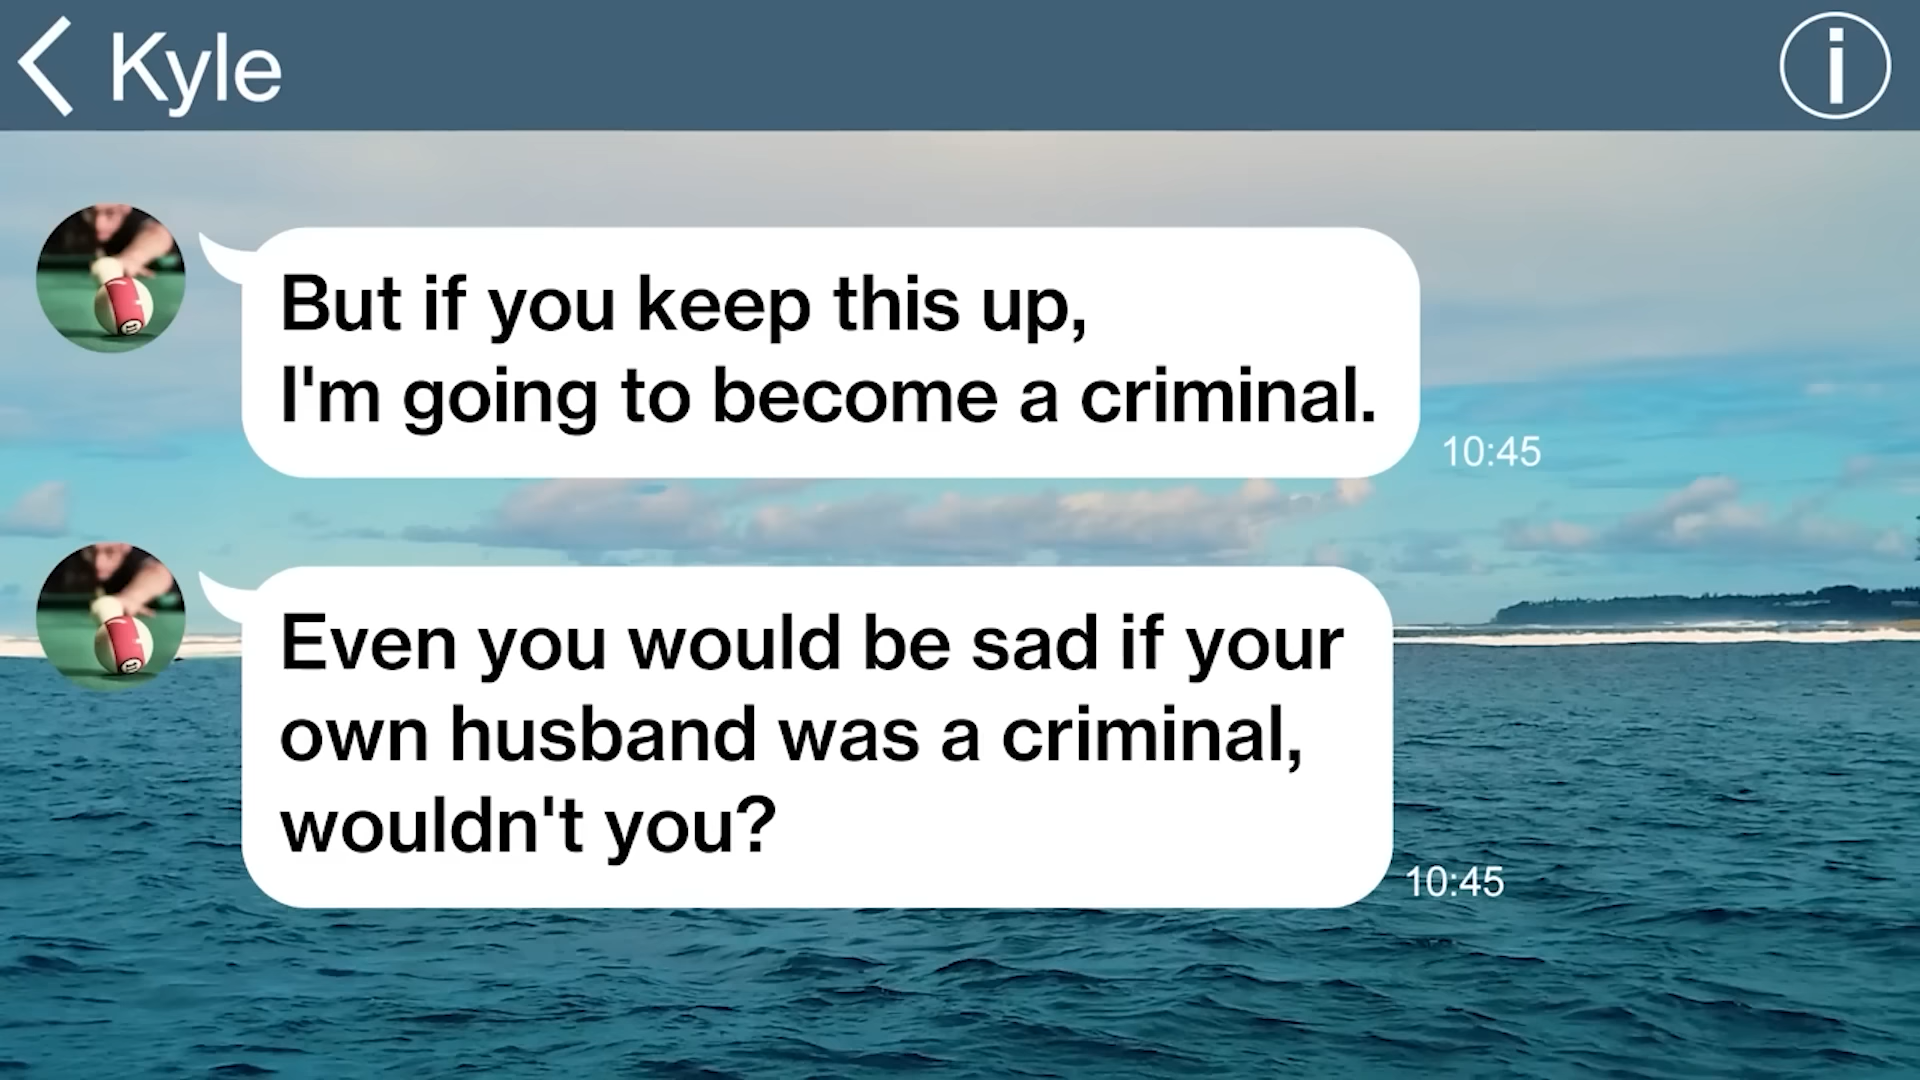 Kyle
But if you keep this up,
I'm going to become a criminal.
10:45
Even you would be sad if your
own husband was a criminal,
wouldn't you?
10:45